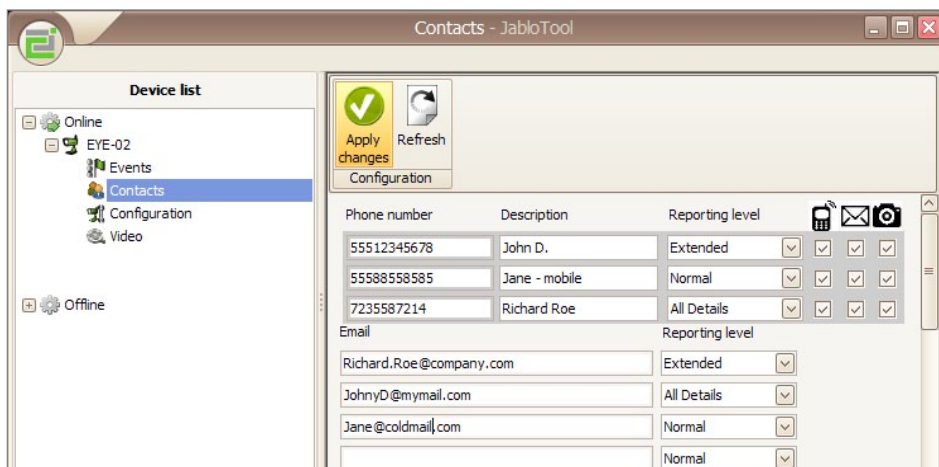 Contacts - JabloTool
Device list
Online
EYE-02
Events
Contacts
Configuration
Video
Offline
Apply changes
Refresh
Configuration
Phone number Description Reporting level
55512345678 John D. Extended
55588558585 Jane - mobile Normal
7235587214 Richard Roe All Details
Email Reporting level
Richard.Roe@company.com Extended
JohnyD@mymail.com All Details
Jane@coldmail.com Normal
Normal